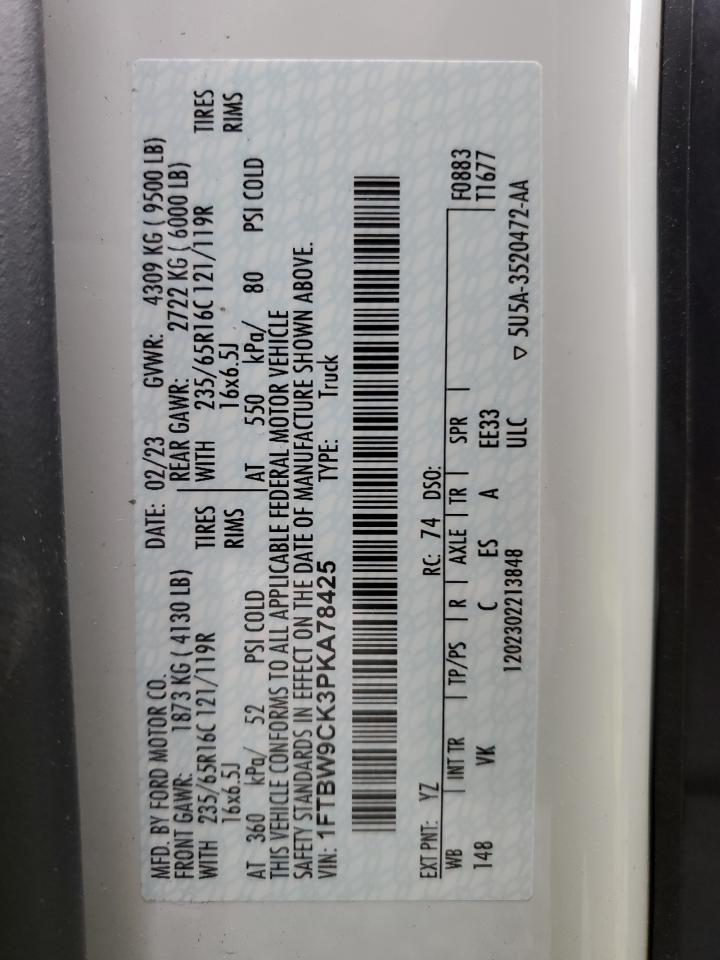 MFD. BY FORD MOTOR CO. DATE: 02/23 GVWR: 4309 KG ( 9500 LB)
FRONT GAWR: 1873 KG ( 4130 LB) REAR GAWR: 2722 KG ( 6000 LB)
WITH 235/65R16C 121/119R TIRES WITH 235/65R16C 121/119R TIRES
16x6.5J RIMS 16x6.5J RIMS
AT 360 kPa/ 52 PSI COLD AT 550 kPa/ 80 PSI COLD
THIS VEHICLE CONFORMS TO ALL APPLICABLE FEDERAL MOTOR VEHICLE
SAFETY STANDARDS IN EFFECT ON THE DATE OF MANUFACTURE SHOWN ABOVE.
VIN: 1FTBW9CK3PKA78425 TYPE: Truck
EXT PNT: YZ RC: 74 DSO:
WB INT TR TP/PS R AXLE TR SPR F0883
148 VK C ES A EE33 T1677
1202302213848 ULC ▽ 5U5A-3520472-AA